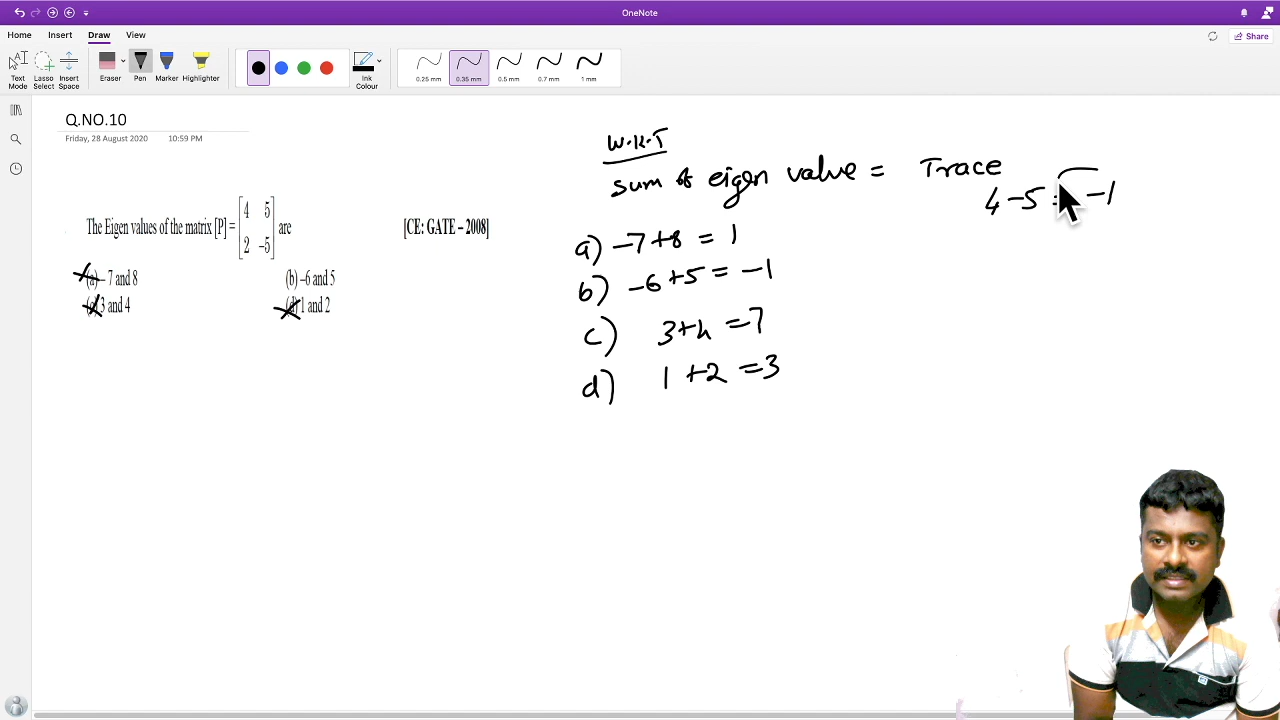 OneNote
Home Insert Draw View
Share
Text Mode
Lasso Select
Insert Space
Eraser
Pen
Marker
Highlighter
Ink Colour
0.25 mm
0.35 mm
0.5 mm
0.7 mm
1 mm
Q.NO.10
Friday, 28 August 2020 10:59 PM
The Eigen values of the matrix [P] = [4 5
2 –5] are [CE: GATE – 2008]
(a) – 7 and 8 (b) –6 and 5
(c) 3 and 4 (d) 1 and 2
W.K.T
sum of eigen value = Trace
4 -5 = -1
a) -7+8 = 1
b) -6+5 = -1
c) 3+4 =7
d) 1 +2 =3